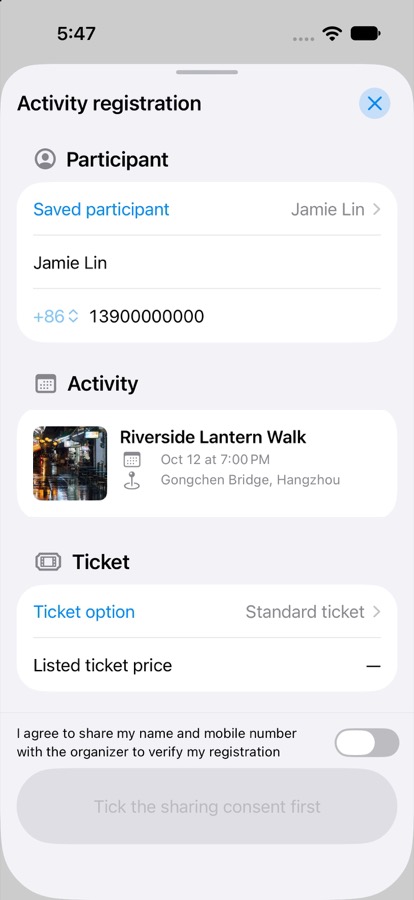 5:47
Activity registration
Participant
Saved participant Jamie Lin
Jamie Lin
+86 13900000000
Activity
Riverside Lantern Walk
Oct 12 at 7:00 PM
Gongchen Bridge, Hangzhou
Ticket
Ticket option Standard ticket
Listed ticket price —
I agree to share my name and mobile number
with the organizer to verify my registration
Tick the sharing consent first